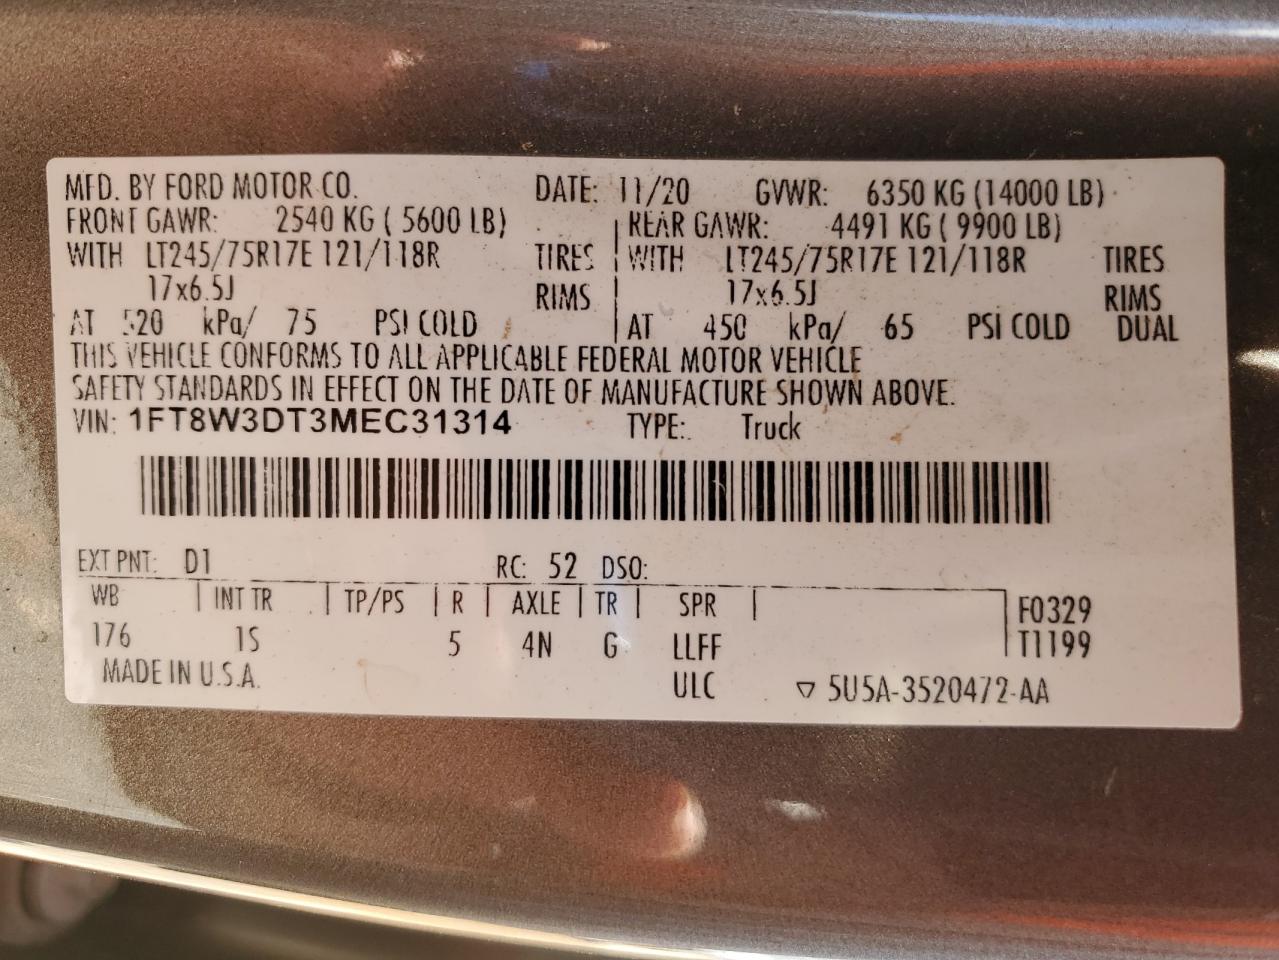 MFD. BY FORD MOTOR CO. DATE: 11/20 GVWR: 6350 KG (14000 LB)
FRONT GAWR: 2540 KG ( 5600 LB) REAR GAWR: 4491 KG ( 9900 LB)
WITH LT245/75R17E 121/118R TIRES WITH LT245/75R17E 121/118R TIRES
17x6.5J RIMS 17x6.5J RIMS
AT 520 kPa/ 75 PSI COLD AT 450 kPa/ 65 PSI COLD DUAL
THIS VEHICLE CONFORMS TO ALL APPLICABLE FEDERAL MOTOR VEHICLE
SAFETY STANDARDS IN EFFECT ON THE DATE OF MANUFACTURE SHOWN ABOVE.
VIN: 1FT8W3DT3MEC31314 TYPE: Truck
EXT PNT: D1 RC: 52 DSO:
WB INT TR TP/PS R AXLE TR SPR F0329
176 1S 5 4N G LLFF T1199
MADE IN U.S.A. ULC ▽ 5U5A-3520472-AA